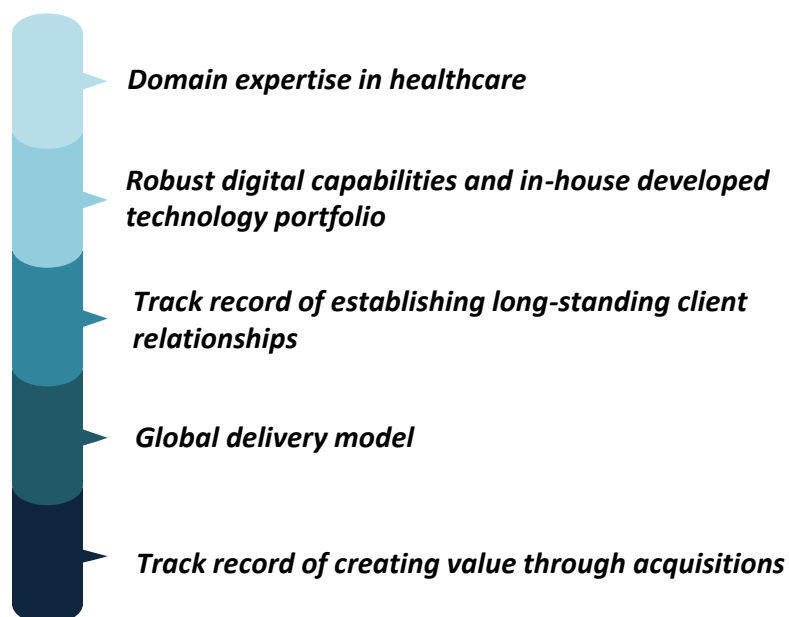 Domain expertise in healthcare
Robust digital capabilities and in-house developed
technology portfolio
Track record of establishing long-standing client
relationships
Global delivery model
Track record of creating value through acquisitions